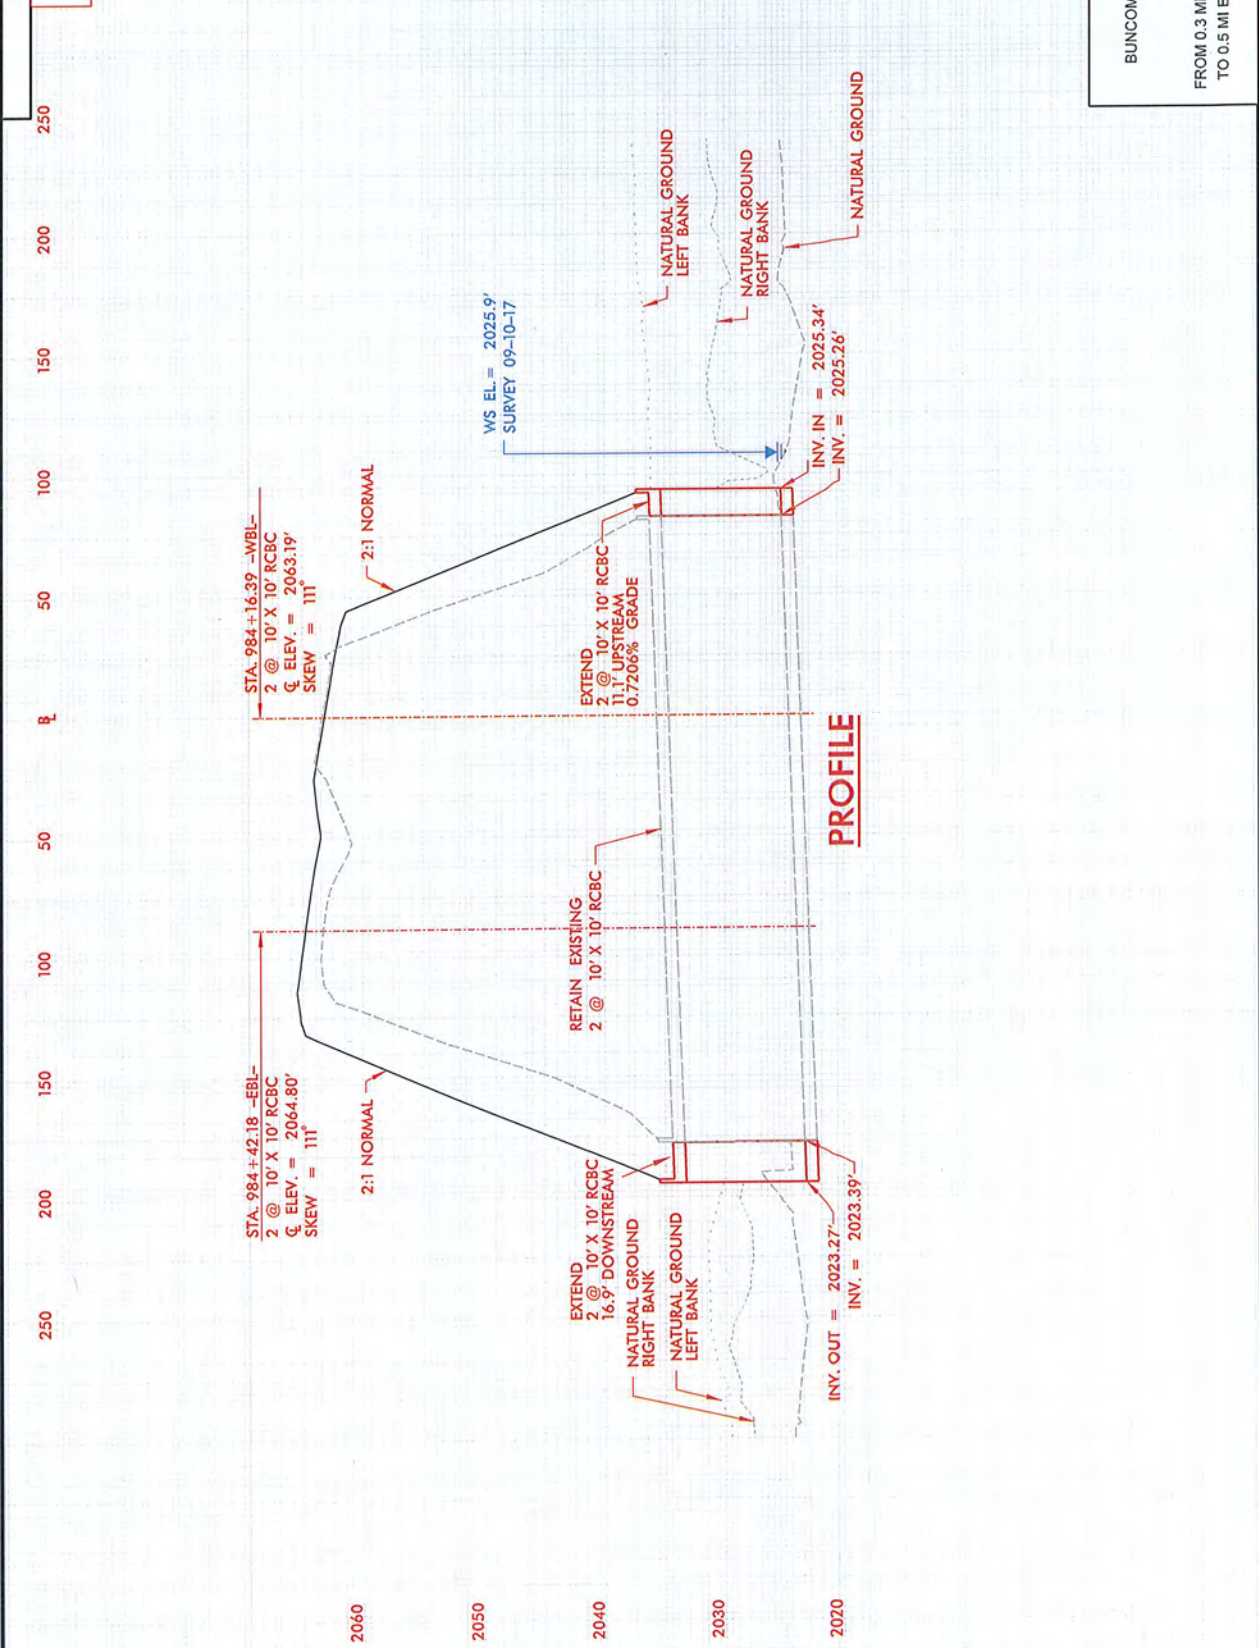 BUNCOM
FROM 0.3 M
TO 0.5 MI E
250
200
150
100
50
B
L
50
100
150
200
250
2060
2050
2040
2030
2020
STA. 984+42.18 -EBL-
2 @ 10' X 10' RCBC
℄ ELEV. = 2064.80'
SKEW = 111°
STA. 984+16.39 -WBL-
2 @ 10' X 10' RCBC
℄ ELEV. = 2063.19'
SKEW = 111°
2:1 NORMAL
2:1 NORMAL
WS EL. = 2025.9'
SURVEY 09-10-17
EXTEND
2 @ 10' X 10' RCBC
16.9' DOWNSTREAM
RETAIN EXISTING
2 @ 10' X 10' RCBC
EXTEND
2 @ 10' X 10' RCBC
11.1' UPSTREAM
0.7206% GRADE
NATURAL GROUND
RIGHT BANK
NATURAL GROUND
LEFT BANK
NATURAL GROUND
LEFT BANK
NATURAL GROUND
RIGHT BANK
NATURAL GROUND
INV. OUT = 2023.27'
INV. = 2023.39'
INV. IN = 2025.34'
INV. = 2025.26'
PROFILE